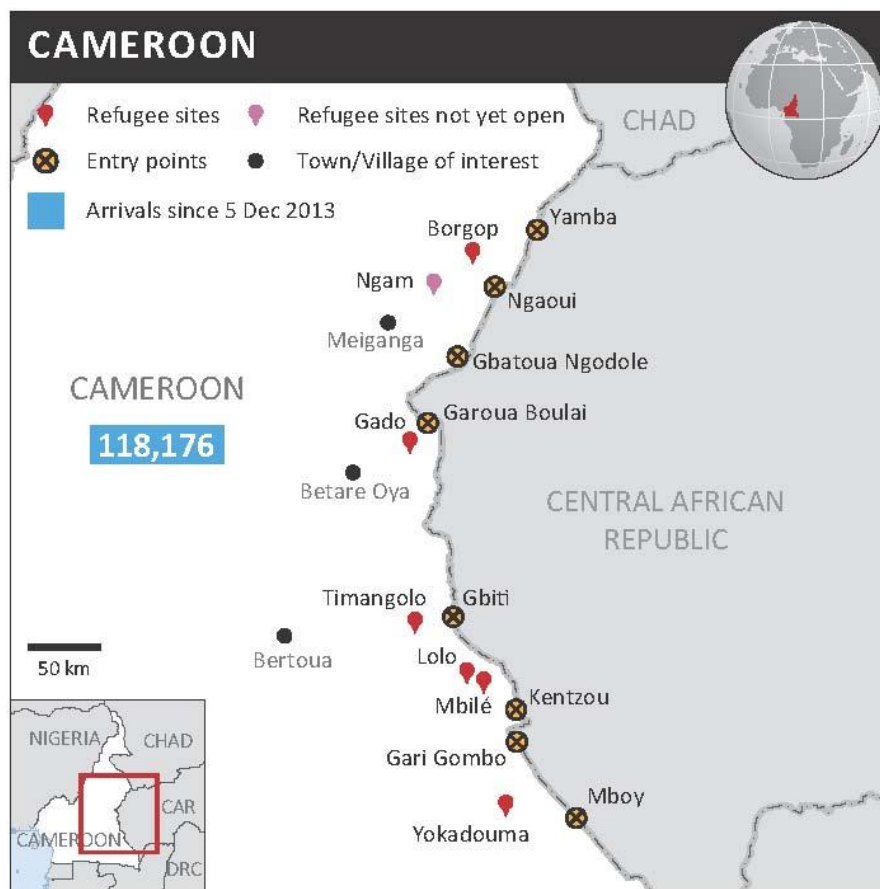 CAMEROON
Refugee sites
Refugee sites not yet open
CHAD
Entry points
Town/Village of interest
Arrivals since 5 Dec 2013
Yamba
Borgop
Ngam
Ngaoui
Meiganga
Gbatoua Ngodole
CAMEROON
118,176
Gado
Garoua Boulai
Betare Oya
CENTRAL AFRICAN
REPUBLIC
Timangolo
Gbiti
Bertoua
Lolo
50 km
Mbilé
Kentzou
Gari Gombo
Mboy
Yokadouma
NIGERIA
CHAD
CAR
CAMEROON
DRC